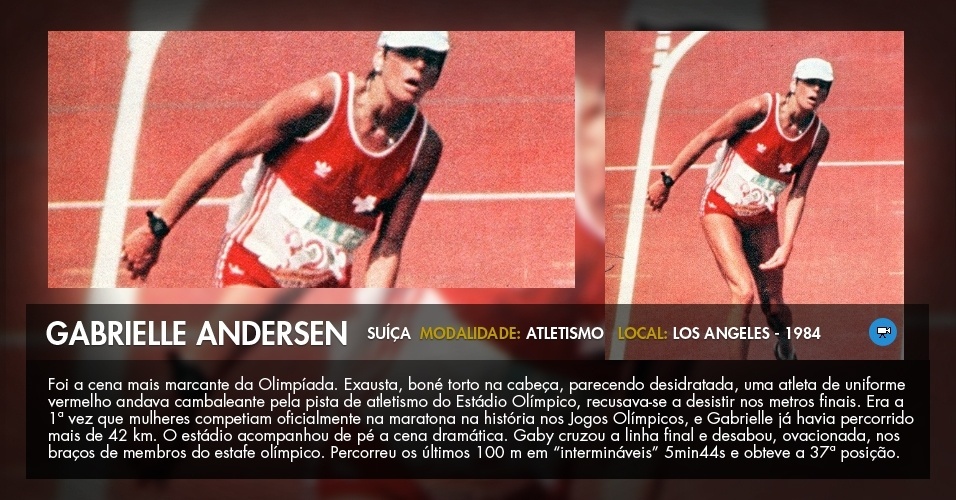 GABRIELLE ANDERSEN SUÍÇA MODALIDADE: ATLETISMO LOCAL: LOS ANGELES - 1984
Foi a cena mais marcante da Olimpíada. Exausta, boné torto na cabeça, parecendo desidratada, uma atleta de uniforme
vermelho andava cambaleante pela pista de atletismo do Estádio Olímpico, recusava-se a desistir nos metros finais. Era a
1ª vez que mulheres competiam oficialmente na maratona na história nos Jogos Olímpicos, e Gabrielle já havia percorrido
mais de 42 km. O estádio acompanhou de pé a cena dramática. Gaby cruzou a linha final e desabou, ovacionada, nos
braços de membros do estafe olímpico. Percorreu os últimos 100 m em “intermináveis” 5min44s e obteve a 37ª posição.